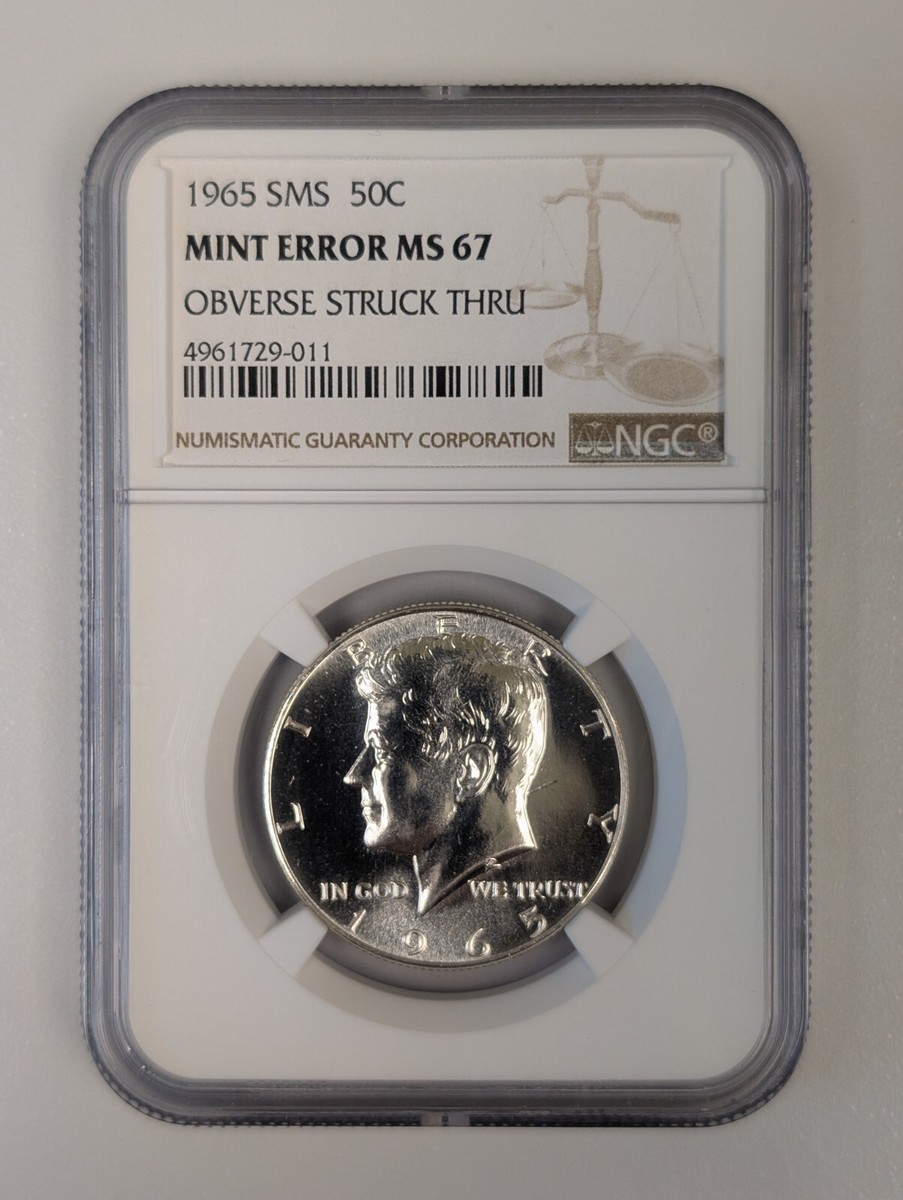 1965 SMS 50C
MINT ERROR MS 67
OBVERSE STRUCK THRU
4961729-011
NUMISMATIC GUARANTY CORPORATION
NGC®
LIBERTY
IN GOD WE TRUST
1965